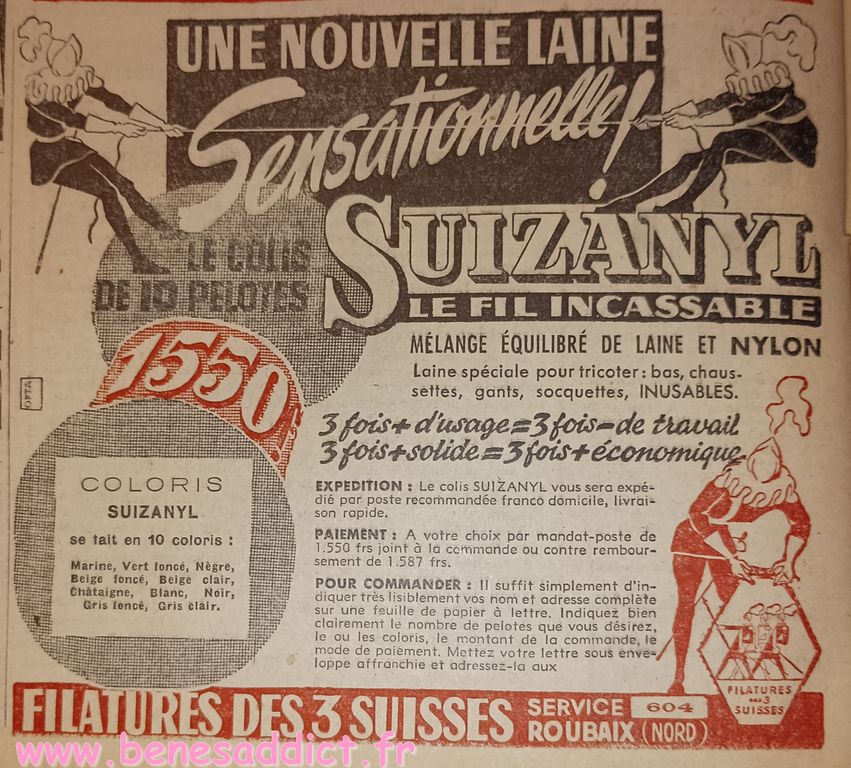 UNE NOUVELLE LAINE
Sensationnelle!
SUIZANYL
LE FIL INCASSABLE
LE COLIS
DE 10 PELOTES
1550F
MÉLANGE ÉQUILIBRÉ DE LAINE ET NYLON
Laine spéciale pour tricoter : bas, chaus-
settes, gants, socquettes, INUSABLES.
3 fois + d'usage = 3 fois - de travail
3 fois + solide = 3 fois + économique
OPTA
COLORIS
SUIZANYL
se fait en 10 coloris :
Marine, Vert foncé, Nègre,
Beige foncé, Beige clair,
Châtaigne, Blanc, Noir,
Gris foncé, Gris clair.
EXPEDITION : Le colis SUIZANYL vous sera expé-
dié par poste recommandée franco domicile, livrai-
son rapide.
PAIEMENT : A votre choix par mandat-poste de
1.550 frs joint à la commande ou contre rembour-
sement de 1.587 frs.
POUR COMMANDER : Il suffit simplement d'in-
diquer très lisiblement vos nom et adresse complète
sur une feuille de papier à lettre. Indiquez bien
clairement le nombre de pelotes que vous désirez,
le ou les coloris, le montant de la commande, le
mode de paiement. Mettez votre lettre sous enve-
loppe affranchie et adressez-la aux
FILATURES
DES 3
SUISSES
FILATURES DES 3 SUISSES
SERVICE 604
ROUBAIX (NORD)
www.benesaddict.fr